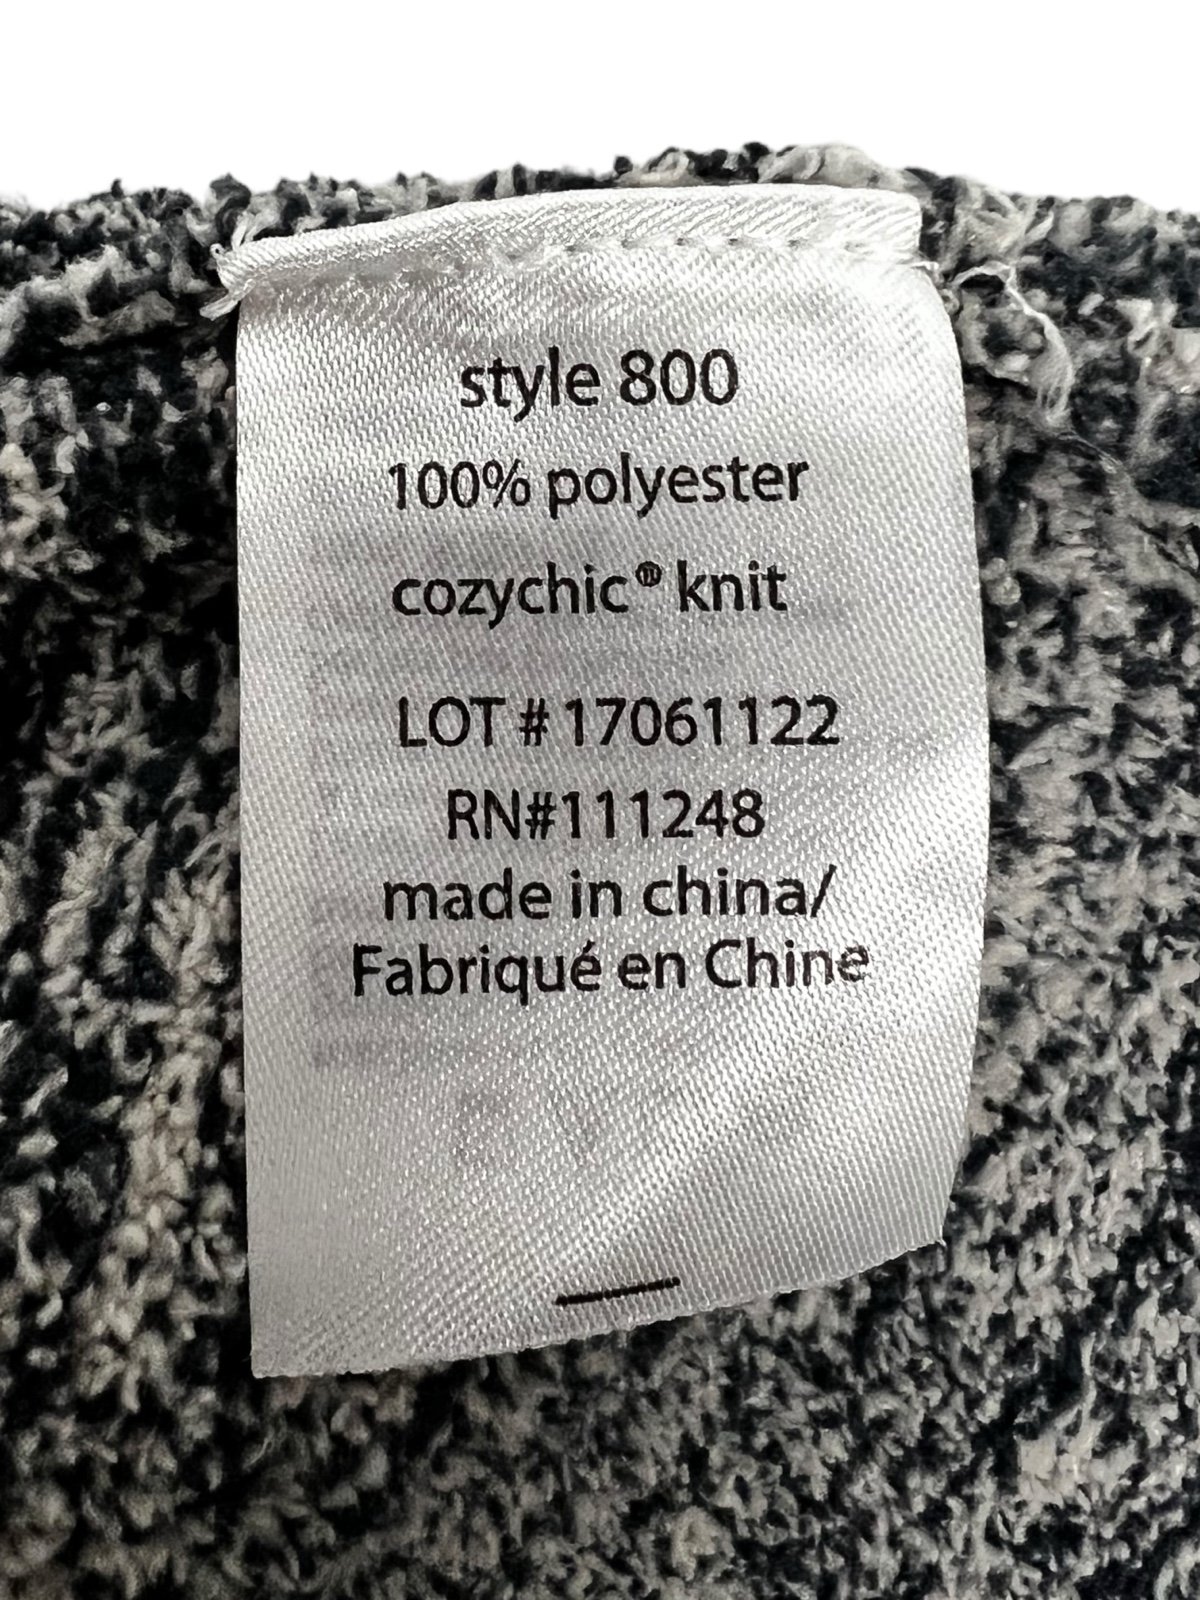 style 800
100% polyester
cozychic® knit
LOT # 17061122
RN#111248
made in china/
Fabriqué en Chine